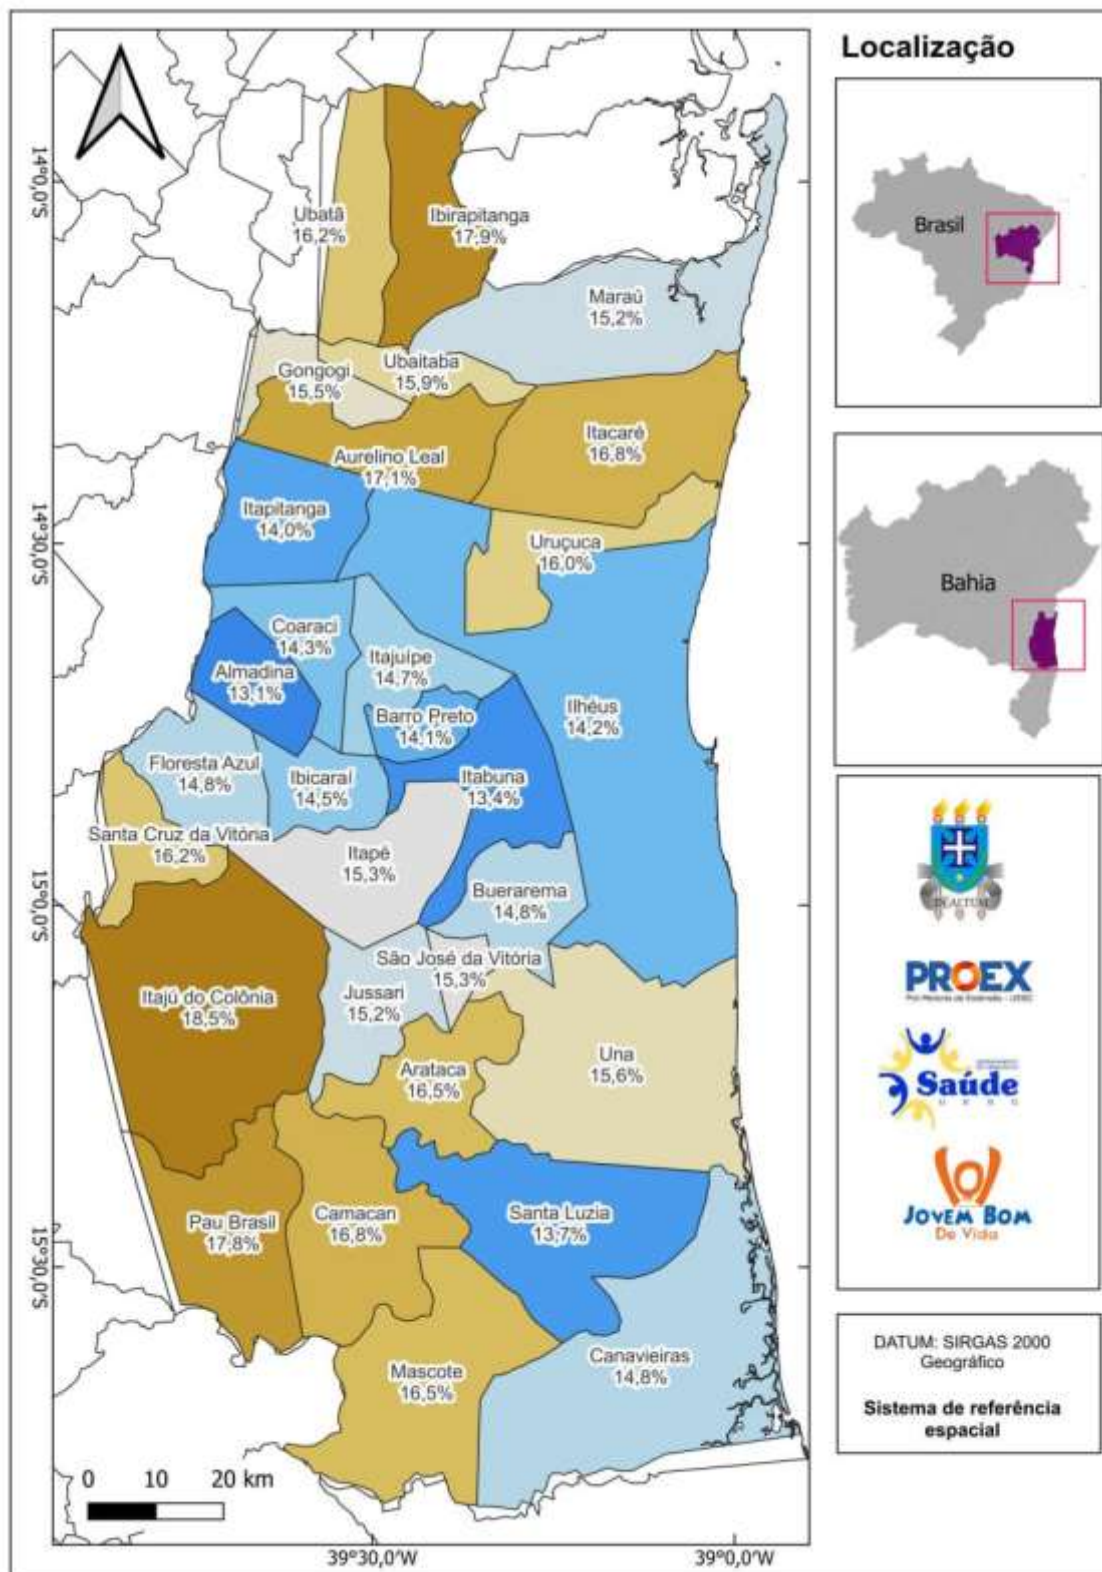 Localização
Brasil
Bahia
14°0,0'S
14°30,0'S
15°0,0'S
15°30,0'S
Ubatã
16,2%
Ibirapitanga
17,9%
Maraú
15,2%
Gongogi
15,5%
Ubaitaba
15,9%
Itacaré
16,8%
Aurelino Leal
17,1%
Itapitanga
14,0%
Uruçuca
16,0%
Coaraci
14,3%
Itajuípe
14,7%
Almadina
13,1%
Barro Preto
14,1%
Ilhéus
14,2%
Floresta Azul
14,8%
Ibicaraí
14,5%
Itabuna
13,4%
Santa Cruz da Vitória
16,2%
Itapé
15,3%
Buerarema
14,8%
São José da Vitória
15,3%
Itajú do Colônia
18,5%
Jussari
15,2%
Arataca
16,5%
Una
15,6%
Pau Brasil
17,8%
Camacan
16,8%
Santa Luzia
13,7%
Mascote
16,5%
Canavieiras
14,8%
0 10 20 km
39°30,0'W
39°0,0'W
PROEX
Saúde
JOVEM BOM
De Vida
DATUM: SIRGAS 2000
Geográfico
Sistema de referência
espacial